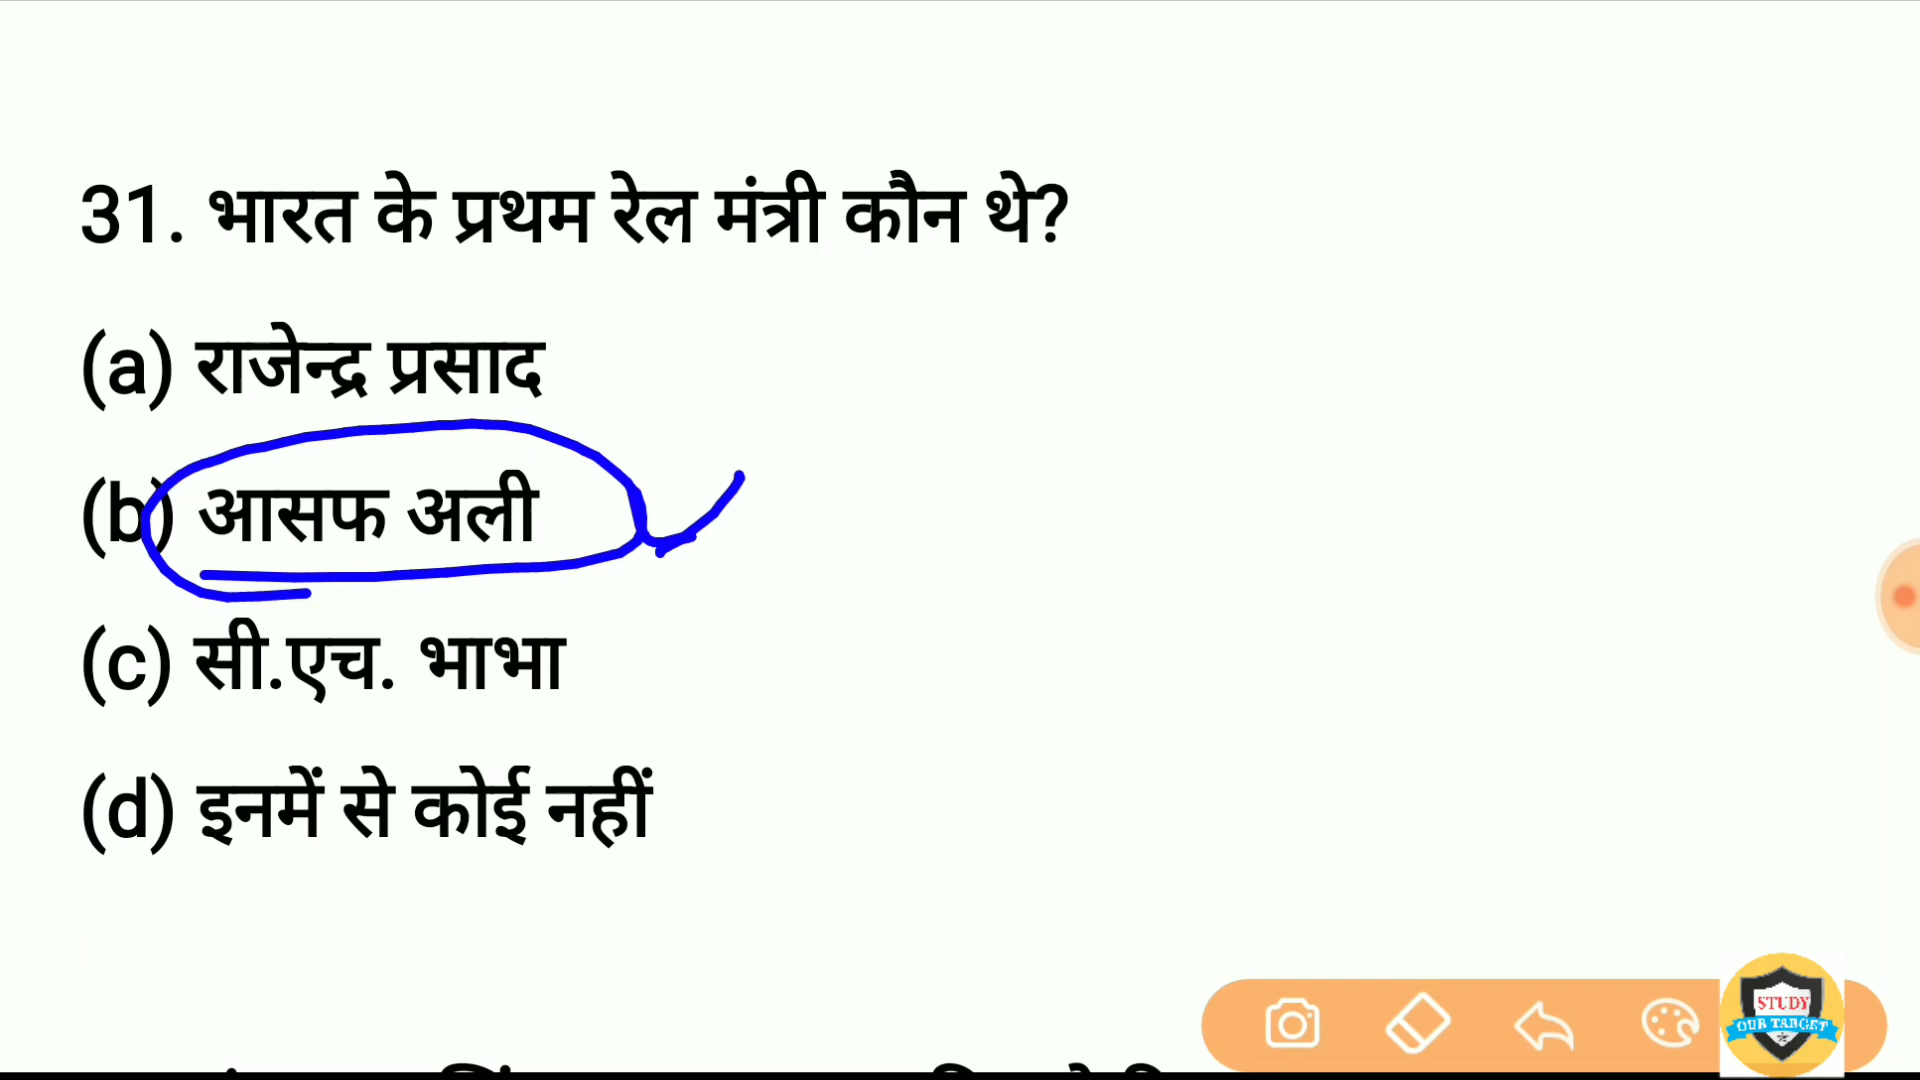 31. भारत के प्रथम रेल मंत्री कौन थे?
(a) राजेन्द्र प्रसाद
(b) आसफ अली
(c) सी.एच. भाभा
(d) इनमें से कोई नहीं
STUDY
OUR TARGET